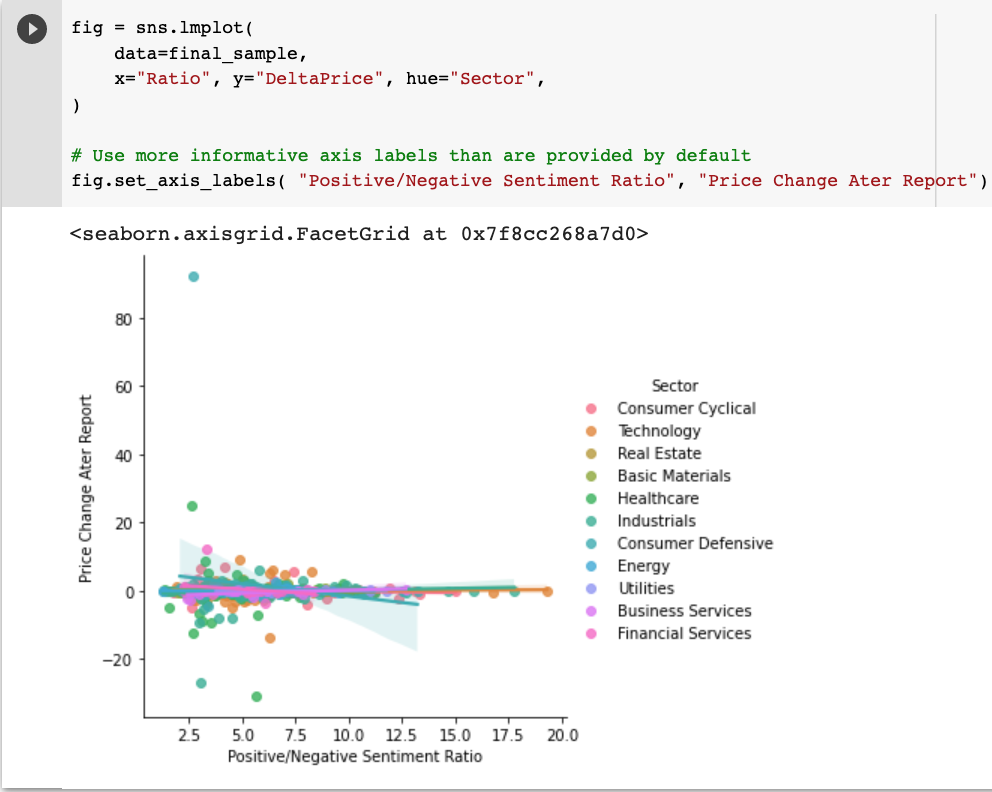 fig = sns.lmplot(
    data=final_sample,
    x="Ratio", y="DeltaPrice", hue="Sector",
)
# Use more informative axis labels than are provided by default
fig.set_axis_labels( "Positive/Negative Sentiment Ratio", "Price Change Ater Report")
<seaborn.axisgrid.FacetGrid at 0x7f8cc268a7d0>
80
60
40
20
0
−20
Price Change Ater Report
2.5 5.0 7.5 10.0 12.5 15.0 17.5 20.0
Positive/Negative Sentiment Ratio
Sector
Consumer Cyclical
Technology
Real Estate
Basic Materials
Healthcare
Industrials
Consumer Defensive
Energy
Utilities
Business Services
Financial Services